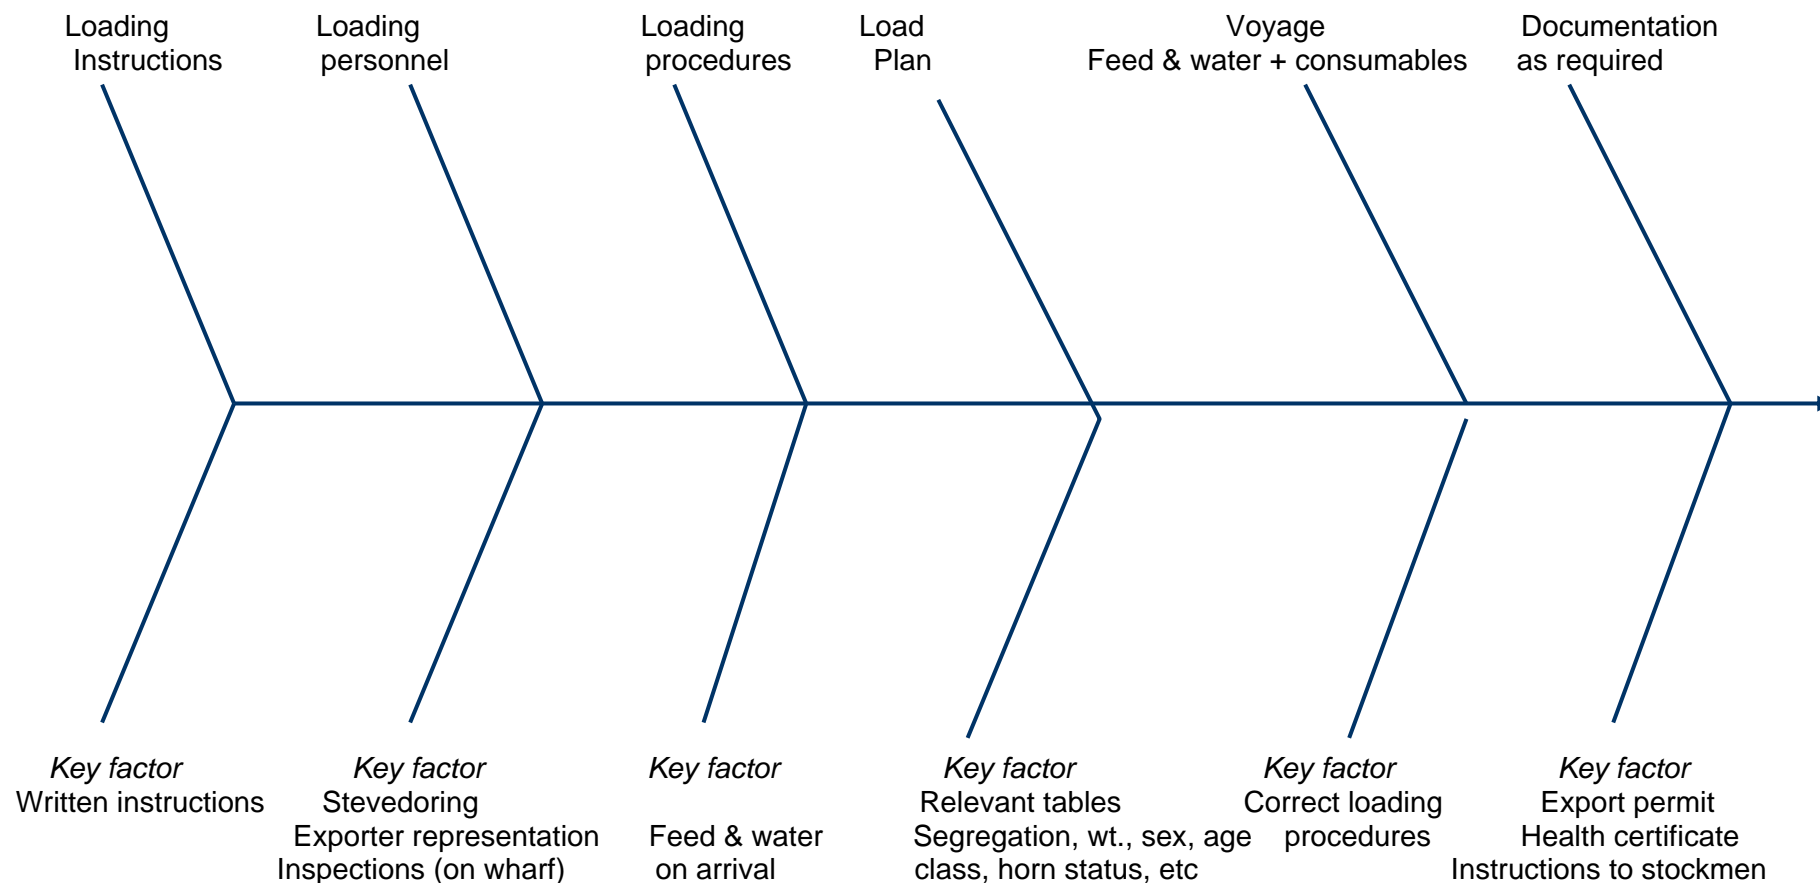 Loading
Instructions
Loading
personnel
Loading
procedures
Load
Plan
Voyage
Feed & water + consumables
Documentation
as required
Key factor
Written instructions
Key factor
Stevedoring
Exporter representation
Inspections (on wharf)
Key factor
Feed & water
on arrival
Key factor
Relevant tables
Segregation, wt., sex, age
class, horn status, etc
Key factor
Correct loading
procedures
Key factor
Export permit
Health certificate
Instructions to stockmen